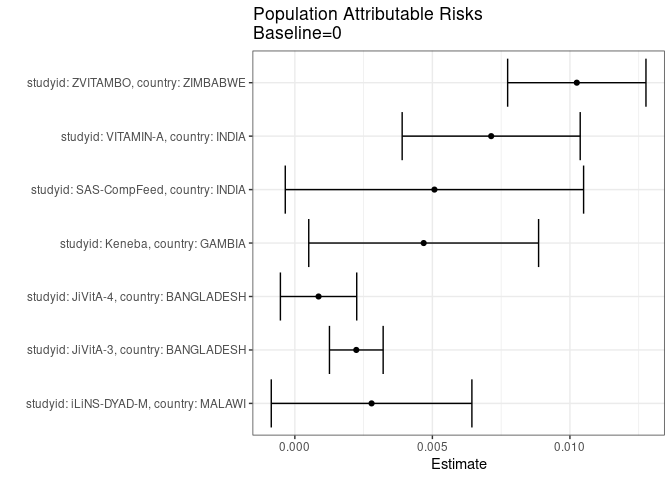 Population Attributable Risks
Baseline=0
studyid: ZVITAMBO, country: ZIMBABWE
studyid: VITAMIN-A, country: INDIA
studyid: SAS-CompFeed, country: INDIA
studyid: Keneba, country: GAMBIA
studyid: JiVitA-4, country: BANGLADESH
studyid: JiVitA-3, country: BANGLADESH
studyid: iLiNS-DYAD-M, country: MALAWI
0.000 0.005 0.010
Estimate